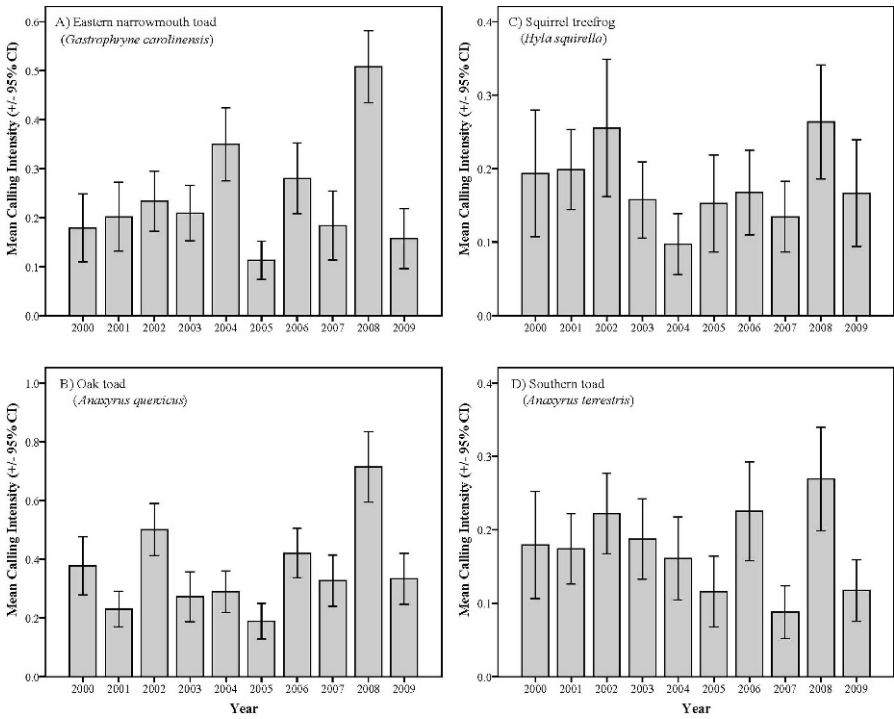 A) Eastern narrowmouth toad
(Gastrophryne carolinensis)
Mean Calling Intensity (+/- 95% CI)
0.6
0.5
0.4
0.3
0.2
0.1
0.0
2000 2001 2002 2003 2004 2005 2006 2007 2008 2009
C) Squirrel treefrog
(Hyla squirella)
Mean Calling Intensity (+/- 95% CI)
0.4
0.3
0.2
0.1
0.0
2000 2001 2002 2003 2004 2005 2006 2007 2008 2009
B) Oak toad
(Anaxyrus quercicus)
Mean Calling Intensity (+/- 95% CI)
1.0
0.8
0.6
0.4
0.2
0.0
2000 2001 2002 2003 2004 2005 2006 2007 2008 2009
Year
D) Southern toad
(Anaxyrus terrestris)
Mean Calling Intensity (+/- 95% CI)
0.4
0.3
0.2
0.1
0.0
2000 2001 2002 2003 2004 2005 2006 2007 2008 2009
Year